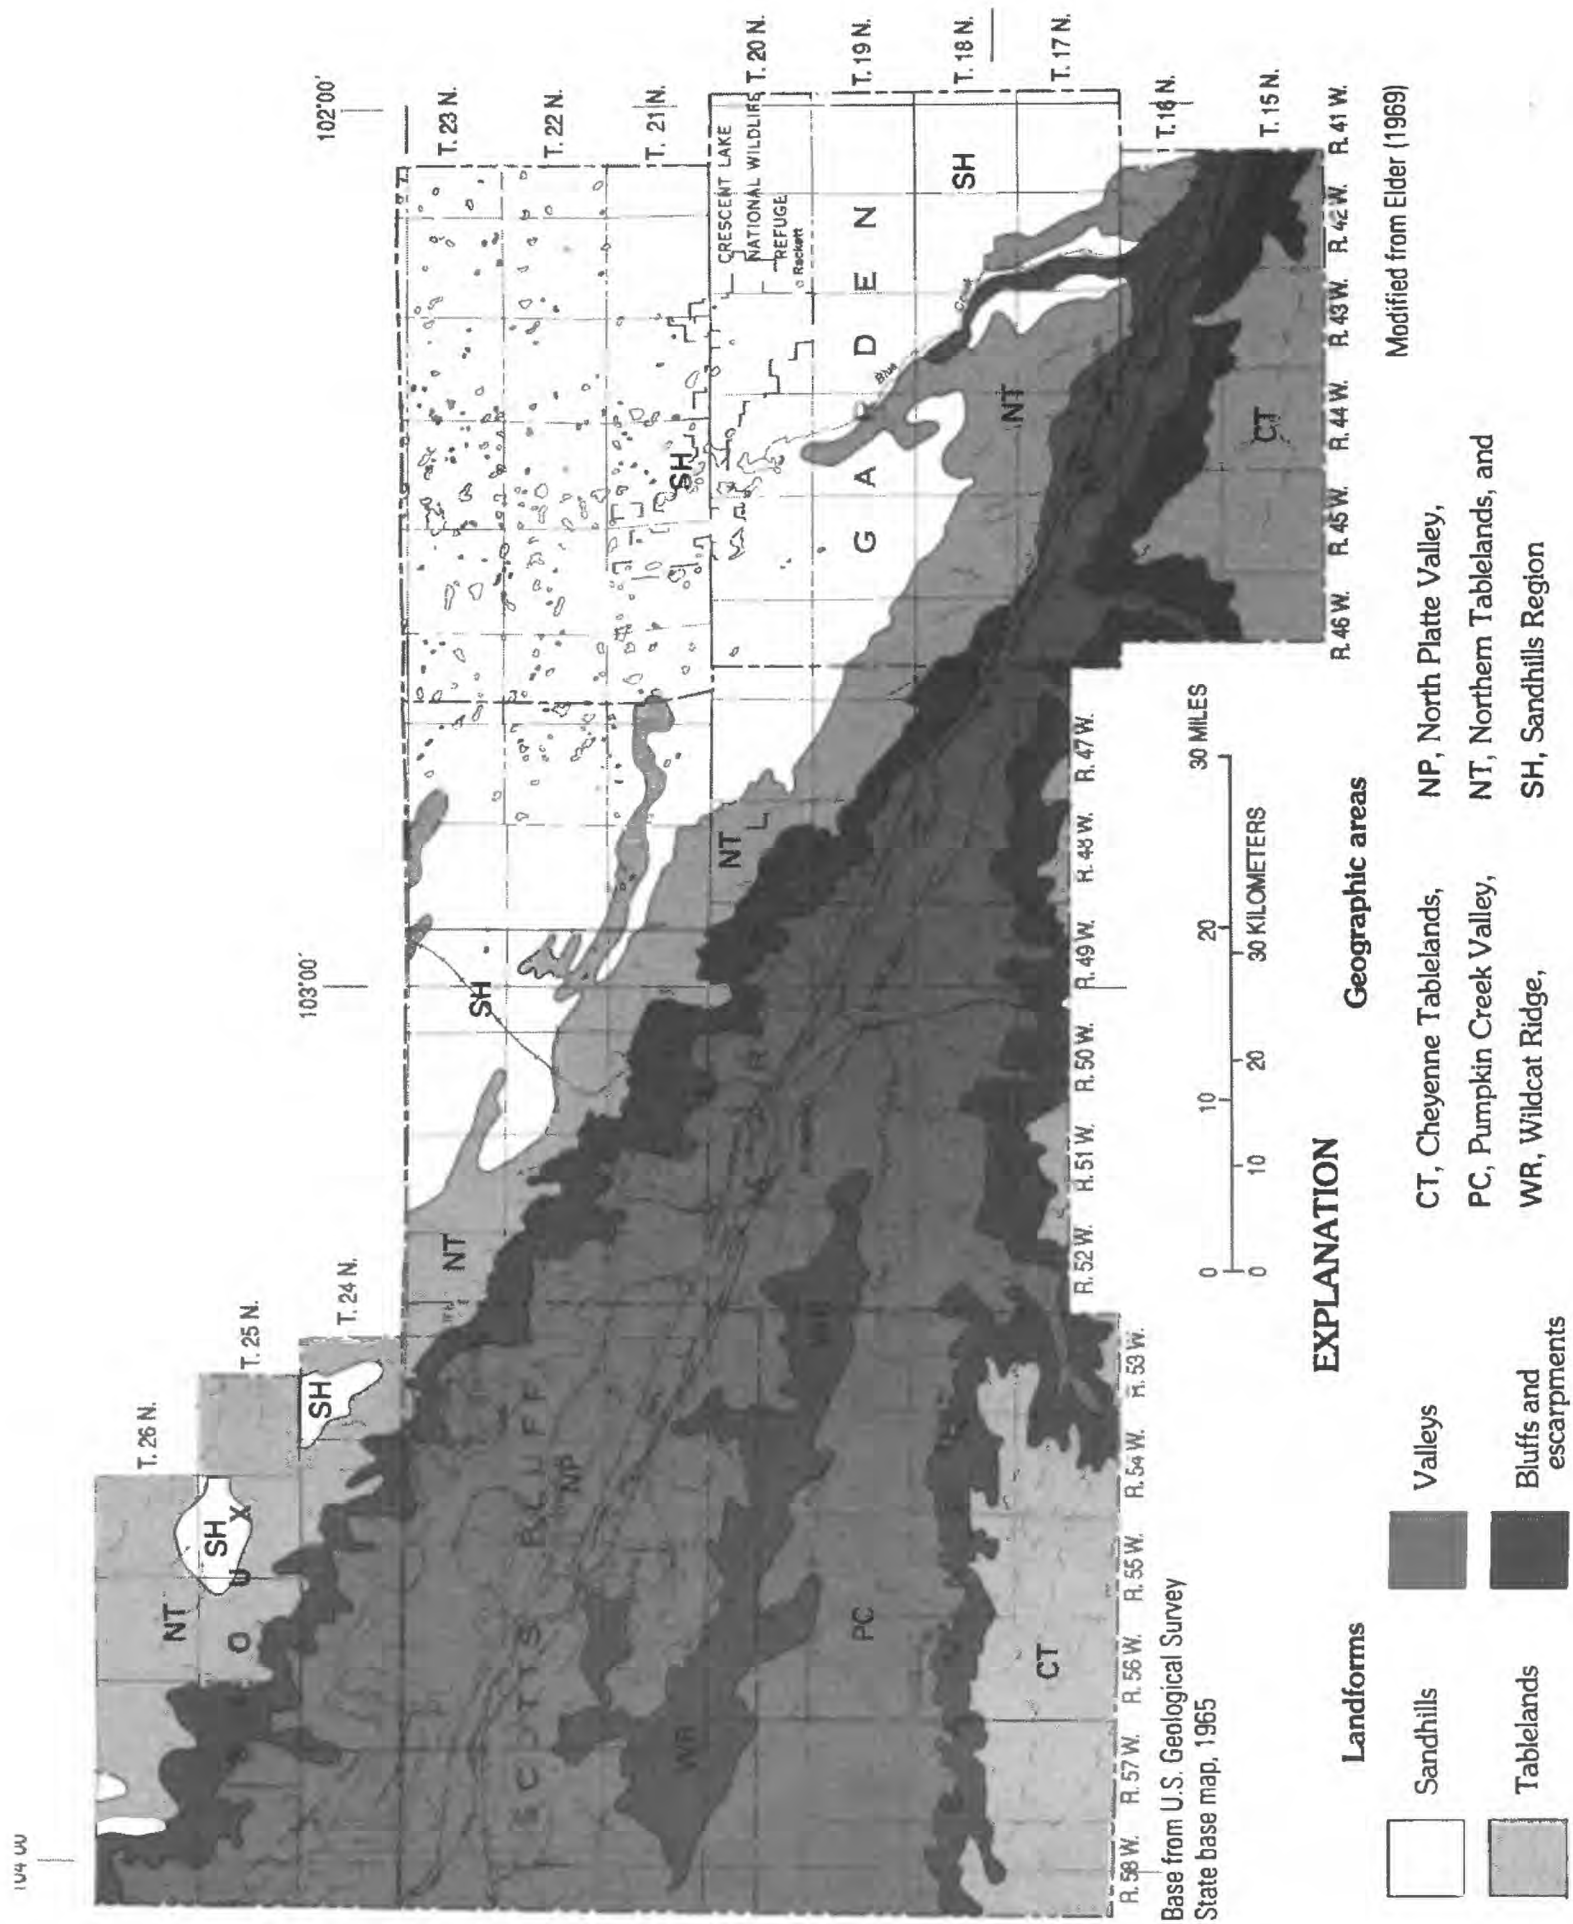 104°00'
103°00'
102°00'
T. 26 N.
T. 25 N.
T. 24 N.
T. 23 N.
T. 22 N.
T. 21 N.
T. 20 N.
T. 19 N.
T. 18 N.
T. 17 N.
T. 16 N.
T. 15 N.
NT
SH
SH
NT
SH
SH
NT
SH
NT
CT
SIOUX
SCOTTS BLUFF
NP
WR
WR
PC
CT
GARDEN
CRESCENT LAKE
NATIONAL WILDLIFE
REFUGE
Rackett
Blue
R. 58 W.
R. 57 W.
R. 56 W.
R. 55 W.
R. 54 W.
R. 53 W.
R. 52 W.
R. 51 W.
R. 50 W.
R. 49 W.
R. 48 W.
R. 47 W.
R. 46 W.
R. 45 W.
R. 44 W.
R. 43 W.
R. 42 W.
R. 41 W.
Base from U.S. Geological Survey
State base map, 1965
Modified from Elder (1969)
0 10 20 30 MILES
0 10 20 30 KILOMETERS
EXPLANATION
Landforms
Sandhills
Valleys
Tablelands
Bluffs and
escarpments
Geographic areas
CT, Cheyenne Tablelands,
NP, North Platte Valley,
PC, Pumpkin Creek Valley,
NT, Northern Tablelands, and
WR, Wildcat Ridge,
SH, Sandhills Region